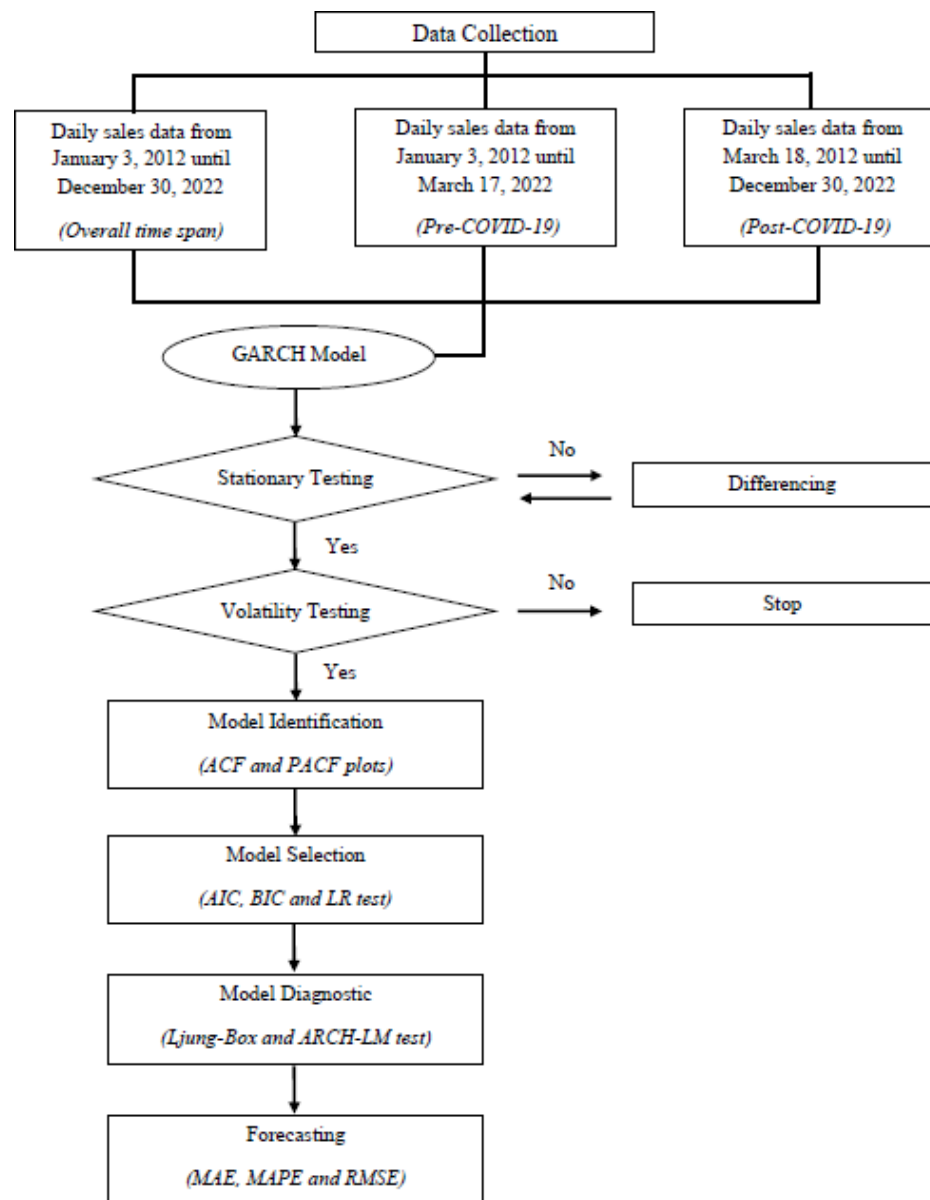 Data Collection
Daily sales data from
January 3, 2012 until
December 30, 2022
(Overall time span)
Daily sales data from
January 3, 2012 until
March 17, 2022
(Pre-COVID-19)
Daily sales data from
March 18, 2012 until
December 30, 2022
(Post-COVID-19)
GARCH Model
Stationary Testing
No
Differencing
Yes
Volatility Testing
No
Stop
Yes
Model Identification
(ACF and PACF plots)
Model Selection
(AIC, BIC and LR test)
Model Diagnostic
(Ljung-Box and ARCH-LM test)
Forecasting
(MAE, MAPE and RMSE)